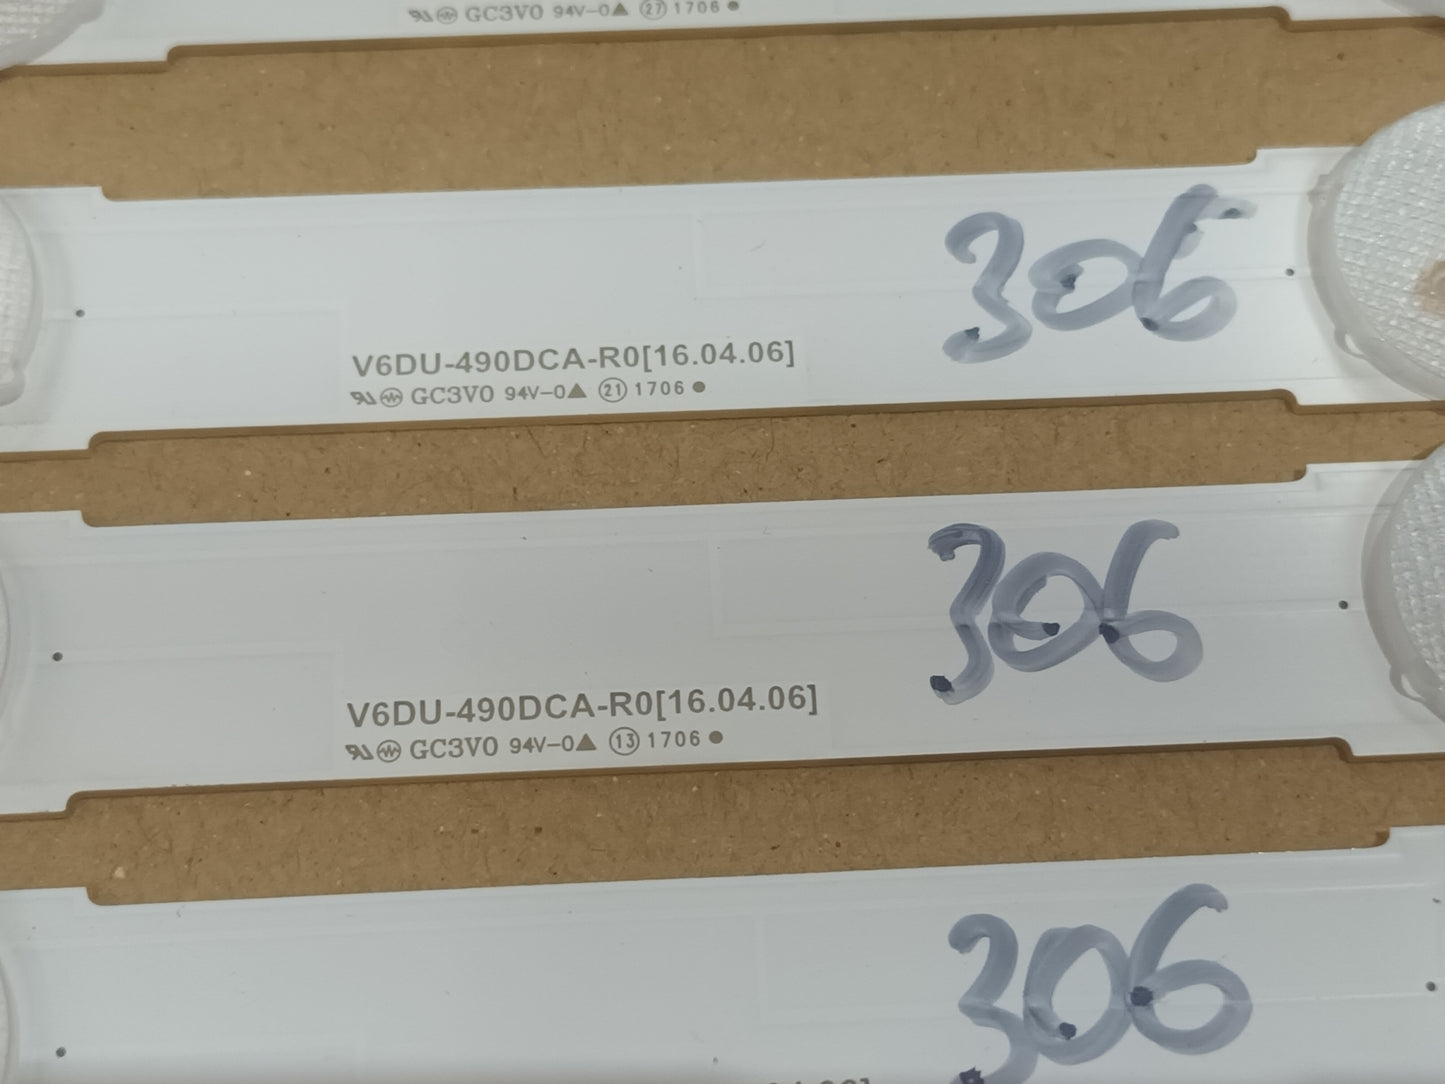 GC3V0 94V-0▲ ㉗ 1706 ●
306
V6DU-490DCA-R0[16.04.06]
GC3V0 94V-0▲ ㉑ 1706 ●
306
V6DU-490DCA-R0[16.04.06]
GC3V0 94V-0▲ ⑬ 1706 ●
306